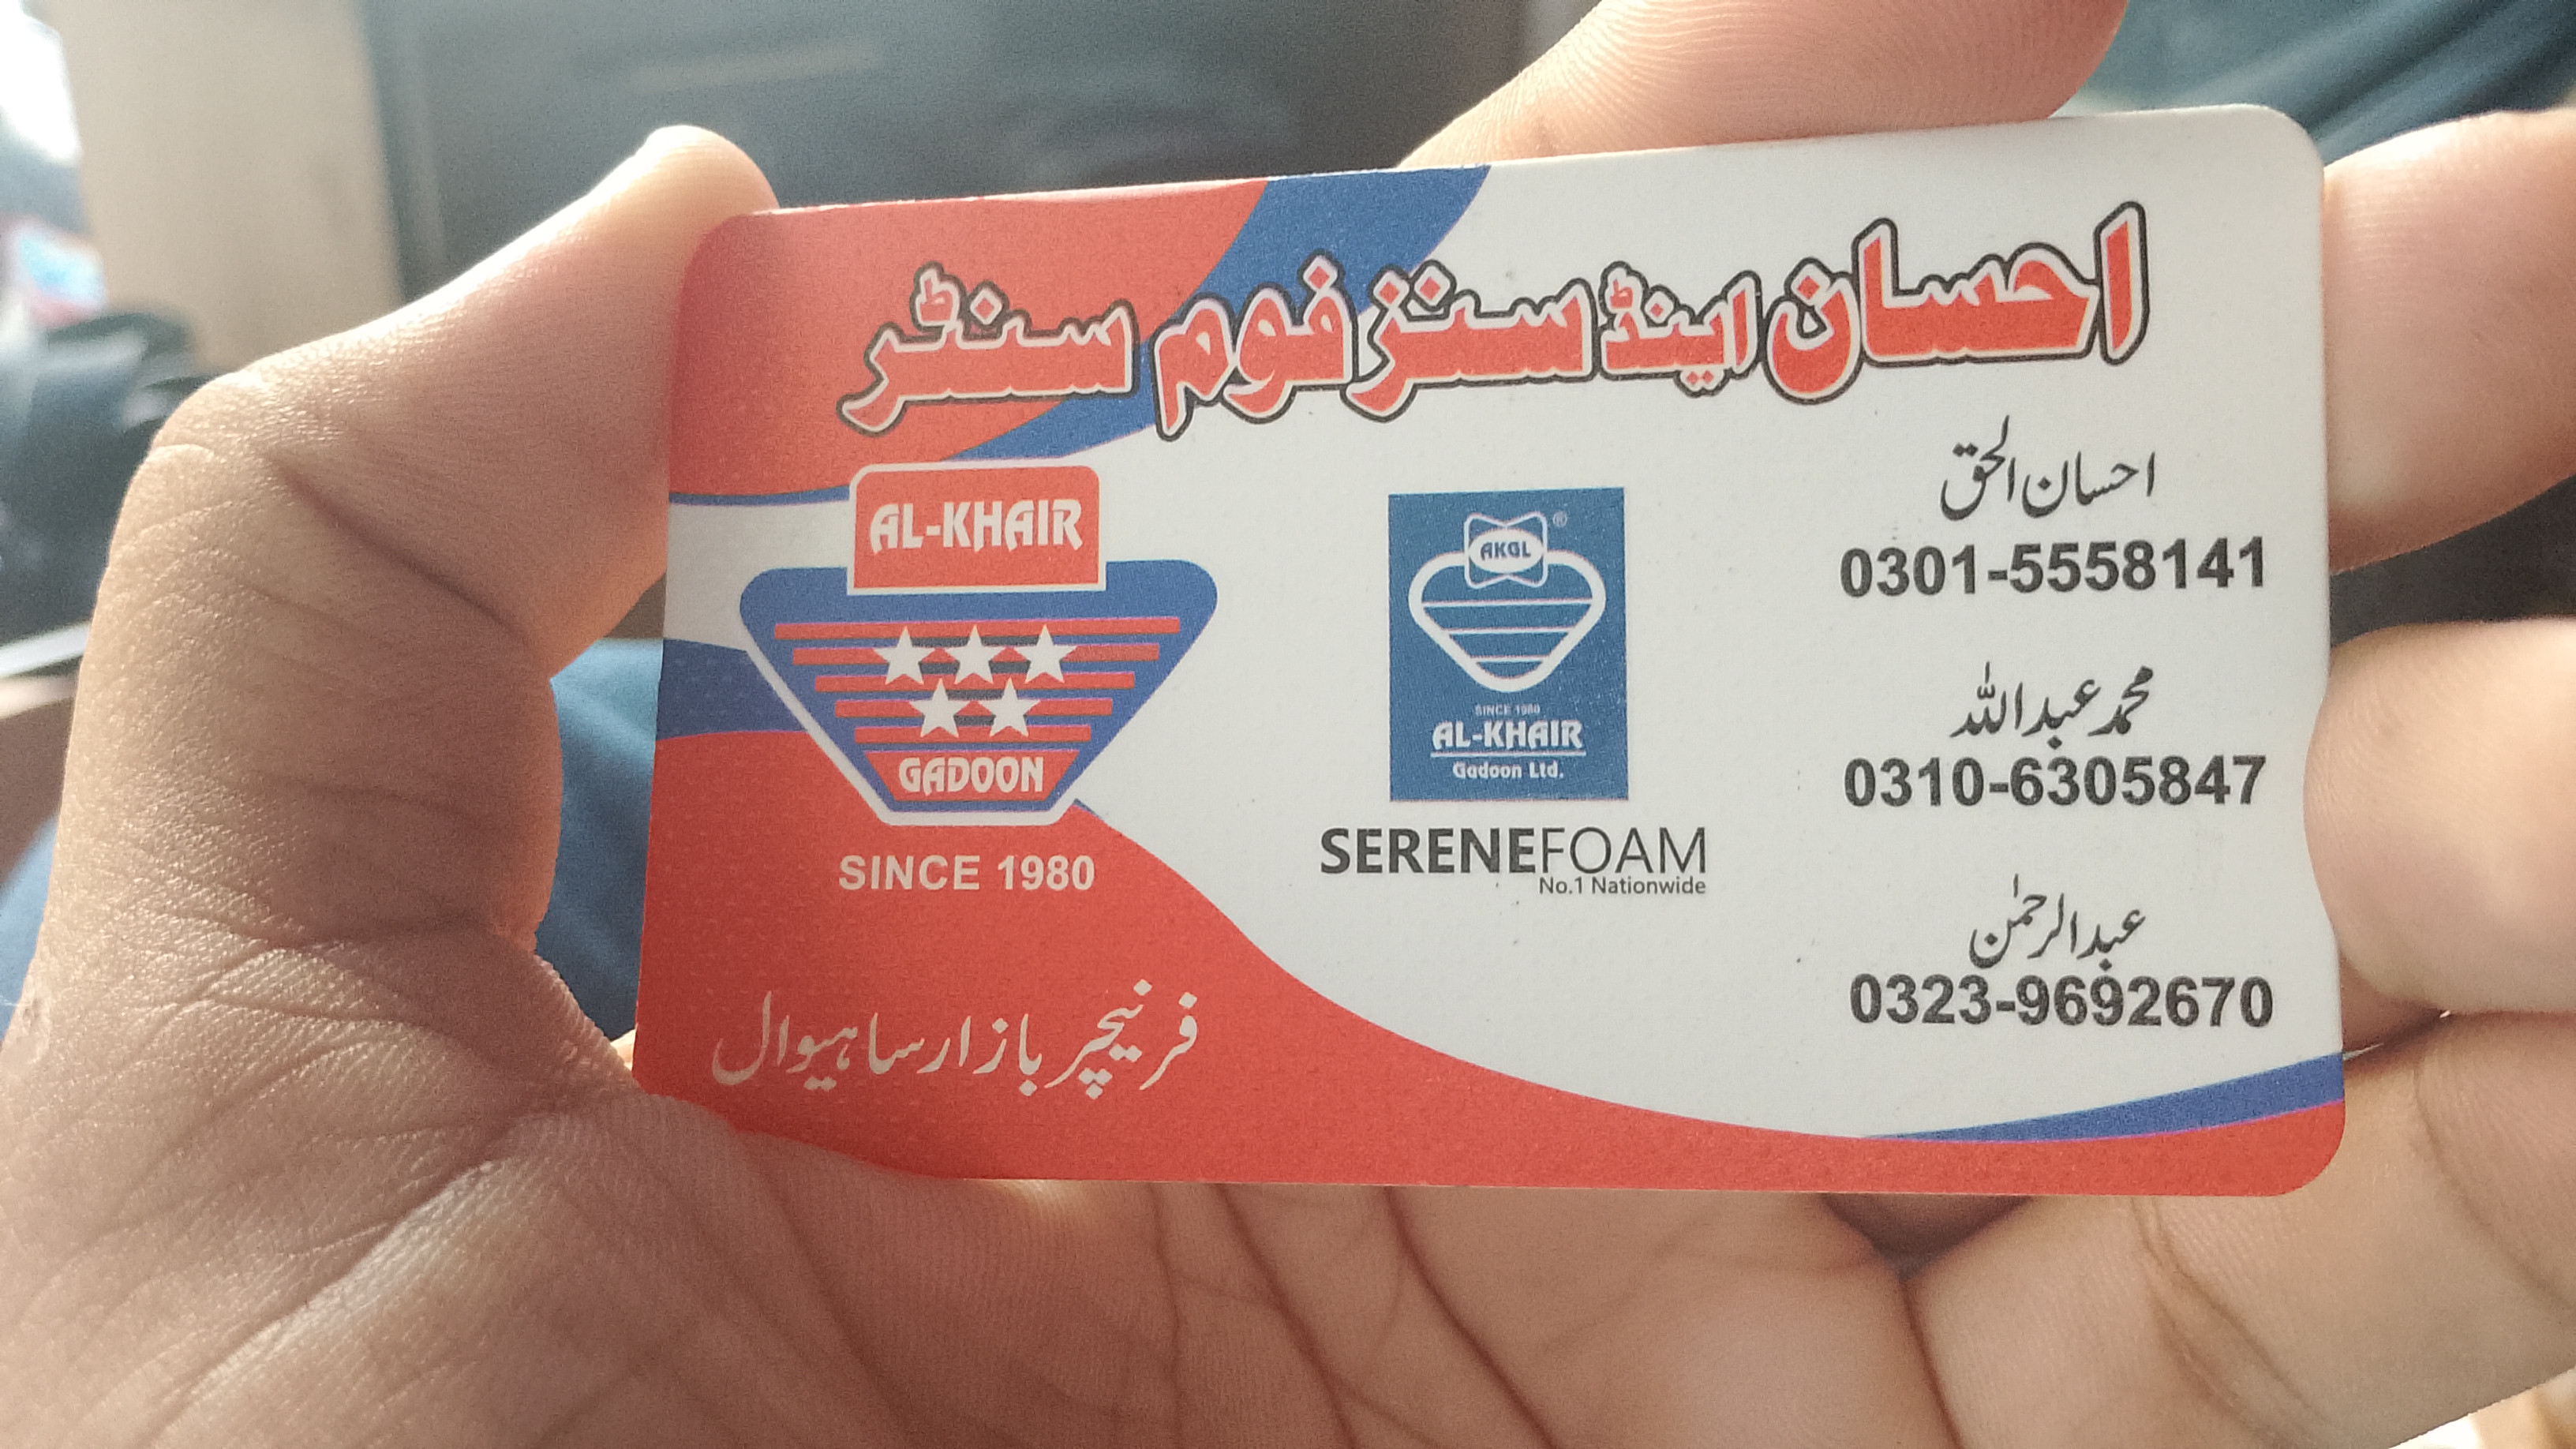 احسان اینڈ سنز فوم سنٹر
AL-KHAIR
GADOON
SINCE 1980
AKGL
®
SINCE 1980
AL-KHAIR
Gadoon Ltd.
SERENEFOAM
No.1 Nationwide
احسان الحق
0301-5558141
محمد عبداللہ
0310-6305847
عبدالرحمٰن
0323-9692670
فرنیچر بازار ساہیوال